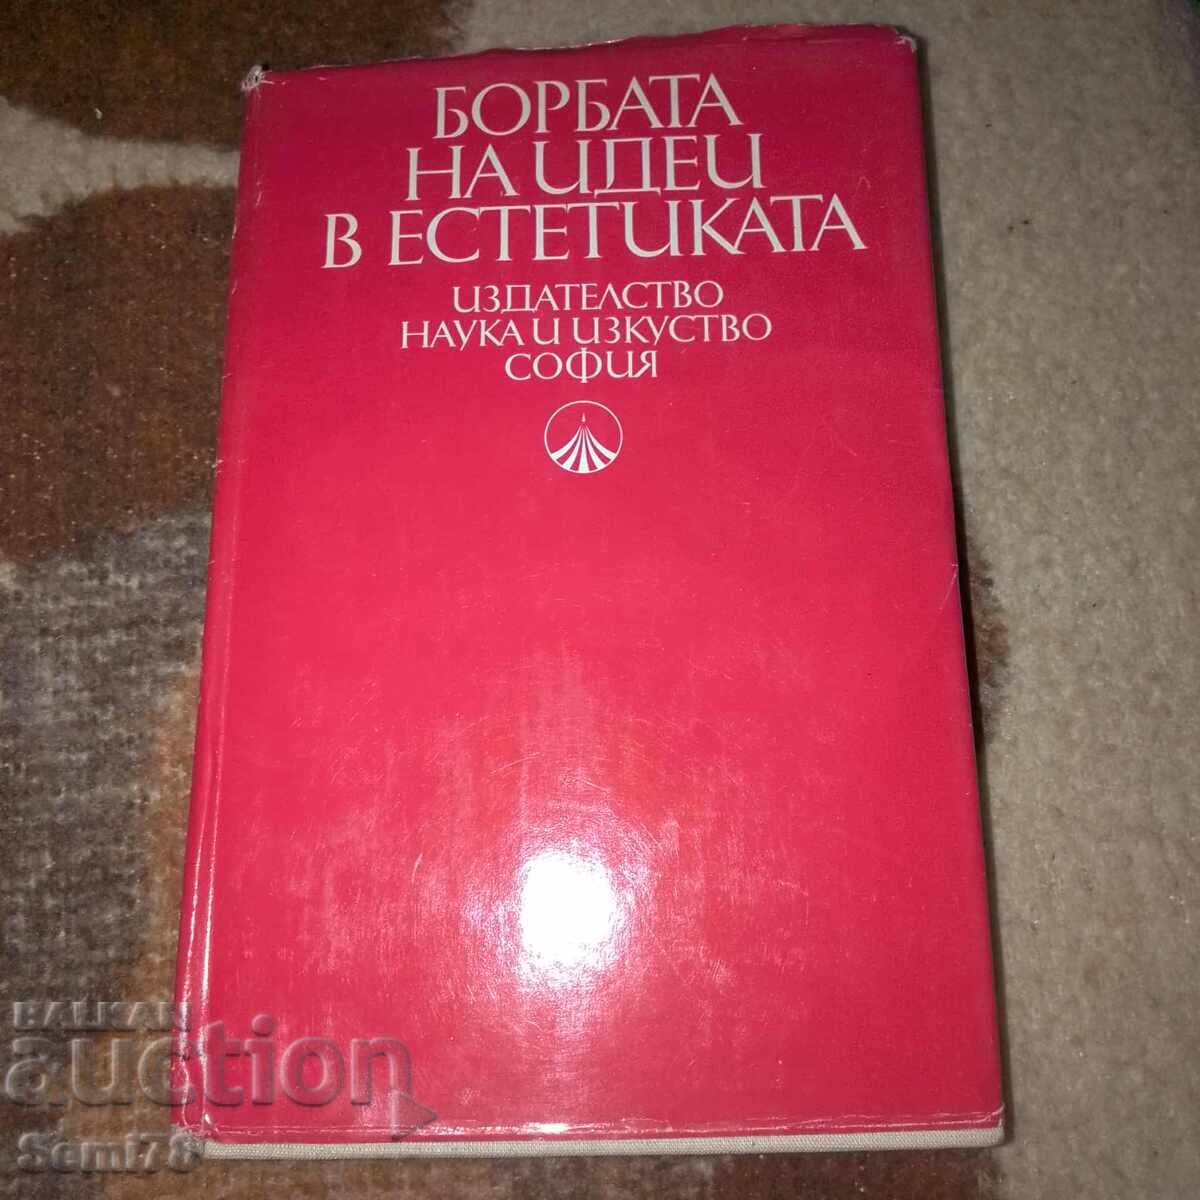 БОРБАТА
НА ИДЕИ
В ЕСТЕТИКАТА
ИЗДАТЕЛСТВО
НАУКА И ИЗКУСТВО
СОФИЯ
BALKAN
auction
Semi78